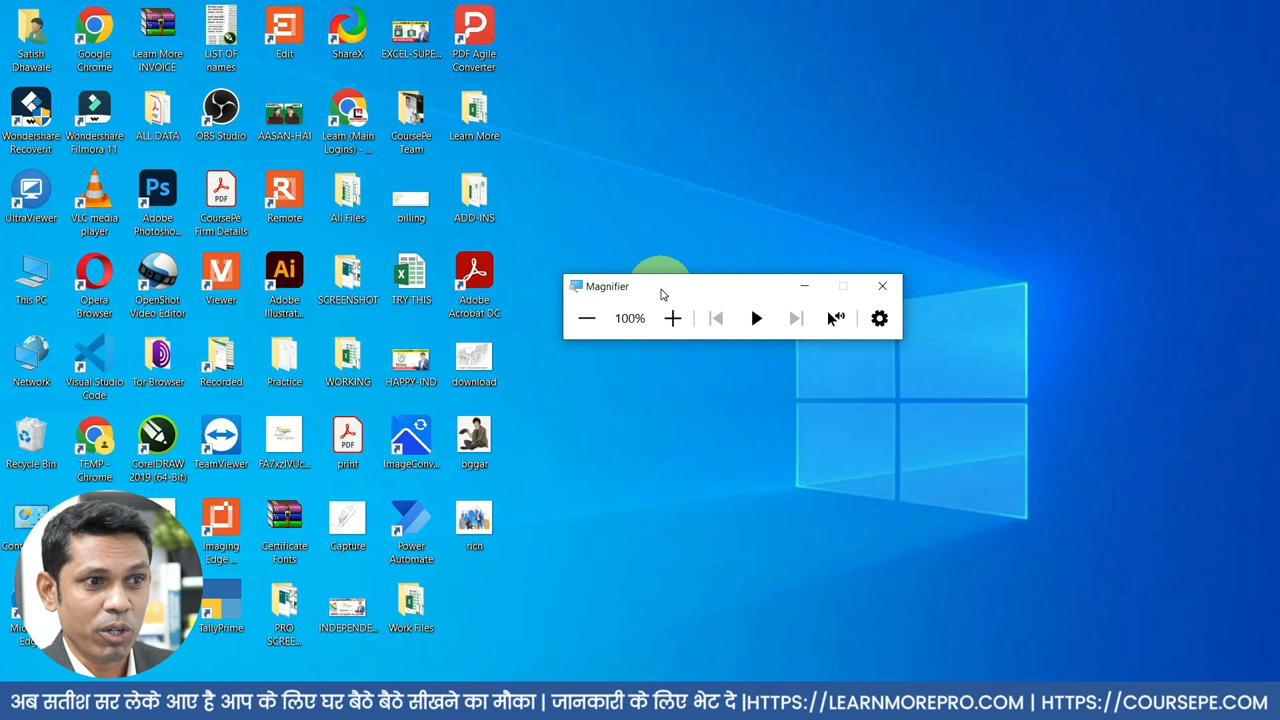 Satish
Dhawale
Google
Chrome
Learn More
INVOICE
LIST OF
names
Edit
ShareX
EXCEL-SUPE...
PDF Agile
Converter
Wondershare
Recoverit
Wondershare
Filmora 11
ALL DATA
OBS Studio
AASAN-HAI
Learn (Main
Logins) - ...
CoursePe
Team
Learn More
UltraViewer
VLC media
player
Ps
Adobe
Photosho...
PDF
CoursePe
Firm Details
Remote
All Files
billing
ADD-INS
This PC
Opera
Browser
OpenShot
Video Editor
Viewer
Ai
Adobe
Illustrat...
SCREENSHOT
TRY THIS
Adobe
Acrobat DC
Magnifier
100%
Network
Visual Studio
Code
Tor Browser
Recorded
Practice
WORKING
HAPPY-IND
download
Recycle Bin
TEMP -
Chrome
CorelDRAW
2019 (64-Bit)
TeamViewer
FA7xzIVUc...
PDF
print
ImageConv...
bggar
Imaging
Edge ...
Certificate
Fonts
Capture
Power
Automate
rich
TallyPrime
PRO
SCREE...
INDEPENDE...
Work Files
अब सतीश सर लेके आए है आप के लिए घर बैठे बैठे सीखने का मौका | जानकारी के लिए भेट दे |HTTPS://LEARNMOREPRO.COM | HTTPS://COURSEPE.COM